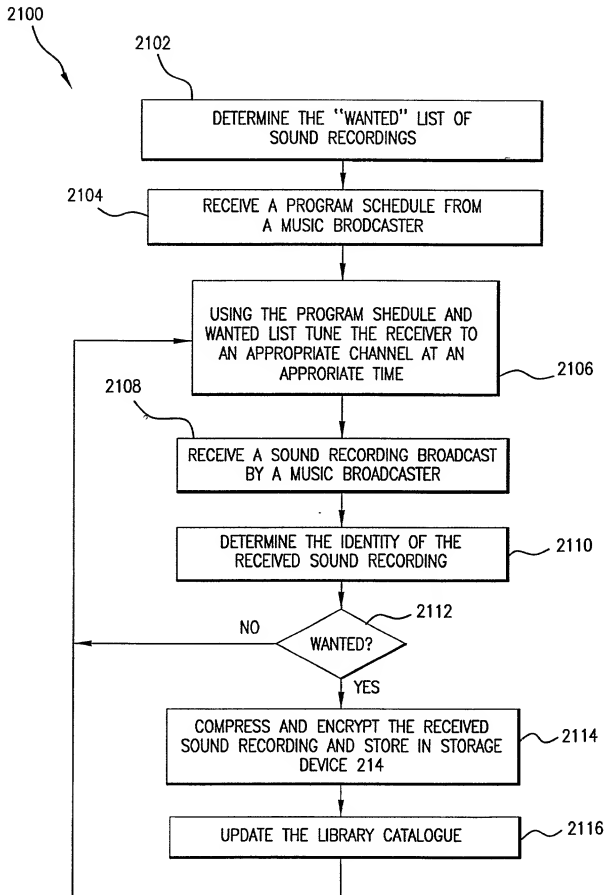 2100
2102
DETERMINE THE "WANTED" LIST OF
SOUND RECORDINGS
2104
RECEIVE A PROGRAM SCHEDULE FROM
A MUSIC BRODCASTER
USING THE PROGRAM SHEDULE AND
WANTED LIST TUNE THE RECEIVER TO
AN APPROPRIATE CHANNEL AT AN
APPRORIATE TIME
2106
2108
RECEIVE A SOUND RECORDING BROADCAST
BY A MUSIC BROADCASTER
DETERMINE THE IDENTITY OF THE
RECEIVED SOUND RECORDING
2110
2112
NO
WANTED?
YES
COMPRESS AND ENCRYPT THE RECEIVED
SOUND RECORDING AND STORE IN STORAGE
DEVICE 214
2114
UPDATE THE LIBRARY CATALOGUE
2116